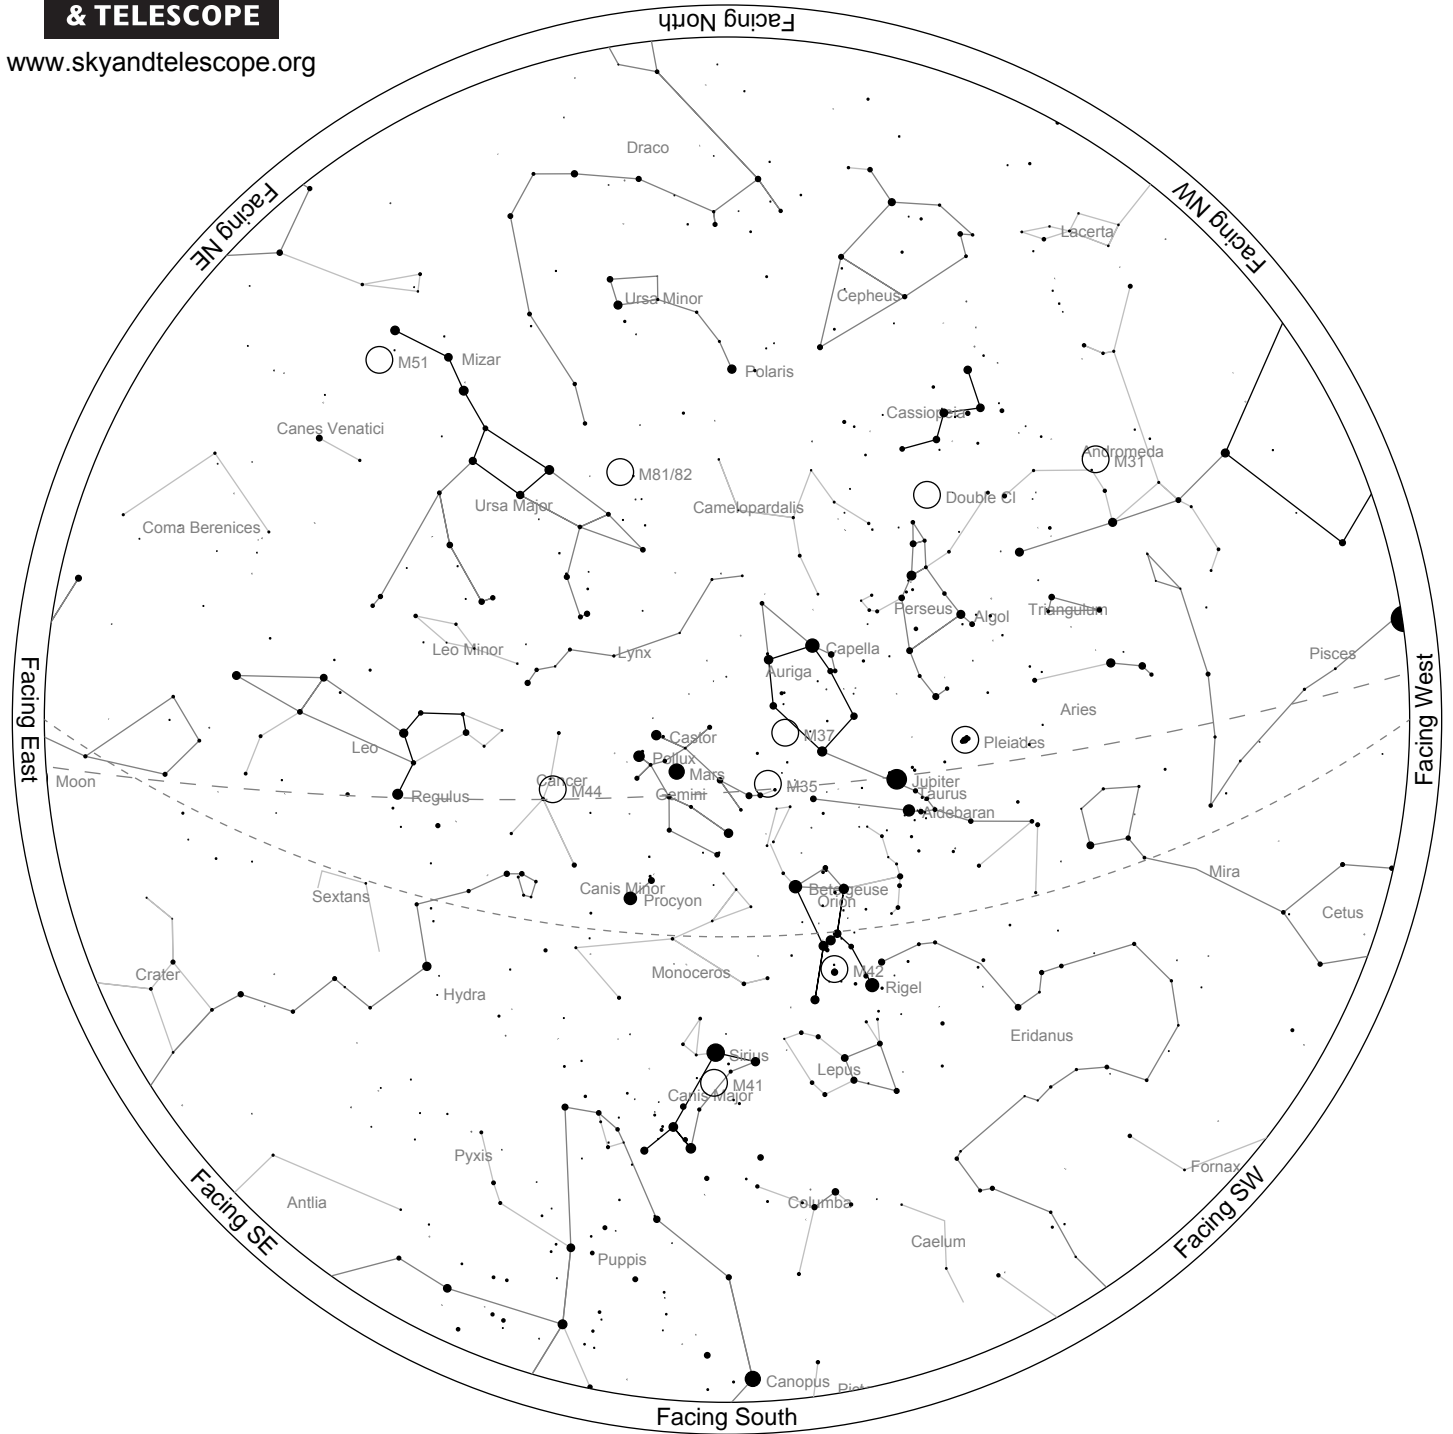 & TELESCOPE
www.skyandtelescope.org
Facing North
Draco
Facing NE
Facing NW
Lacerta
Ursa Minor
Cepheus
M51
Mizar
Polaris
Cassiopeia
Canes Venatici
Andromeda
M31
M81/82
Ursa Major
Camelopardalis
Double Cl
Coma Berenices
Perseus
Algol
Triangulum
Leo Minor
Lynx
Capella
Pisces
Auriga
Aries
Facing East
Facing West
Leo
Castor
M37
Pleiades
Pollux
Mars
Moon
Cancer
M44
Regulus
Gemini
M35
Jupiter
Taurus
Aldebaran
Mira
Sextans
Canis Minor
Procyon
Betelgeuse
Orion
Cetus
Crater
Hydra
Monoceros
M42
Rigel
Eridanus
Sirius
Lepus
M41
Canis Major
Pyxis
Fornax
Antlia
Columba
Facing SE
Facing SW
Caelum
Puppis
Canopus
Facing South